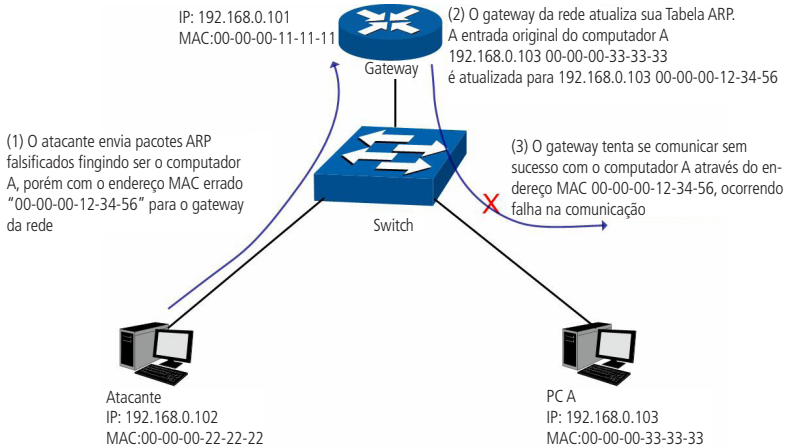 IP: 192.168.0.101
MAC:00-00-00-11-11-11
Gateway
(2) O gateway da rede atualiza sua Tabela ARP.
A entrada original do computador A
192.168.0.103 00-00-00-33-33-33
é atualizada para 192.168.0.103 00-00-00-12-34-56
(1) O atacante envia pacotes ARP
falsificados fingindo ser o computador
A, porém com o endereço MAC errado
“00-00-00-12-34-56” para o gateway
da rede
(3) O gateway tenta se comunicar sem
sucesso com o computador A através do en-
dereço MAC 00-00-00-12-34-56, ocorrendo
falha na comunicação
X
Switch
Atacante
IP: 192.168.0.102
MAC:00-00-00-22-22-22
PC A
IP: 192.168.0.103
MAC:00-00-00-33-33-33